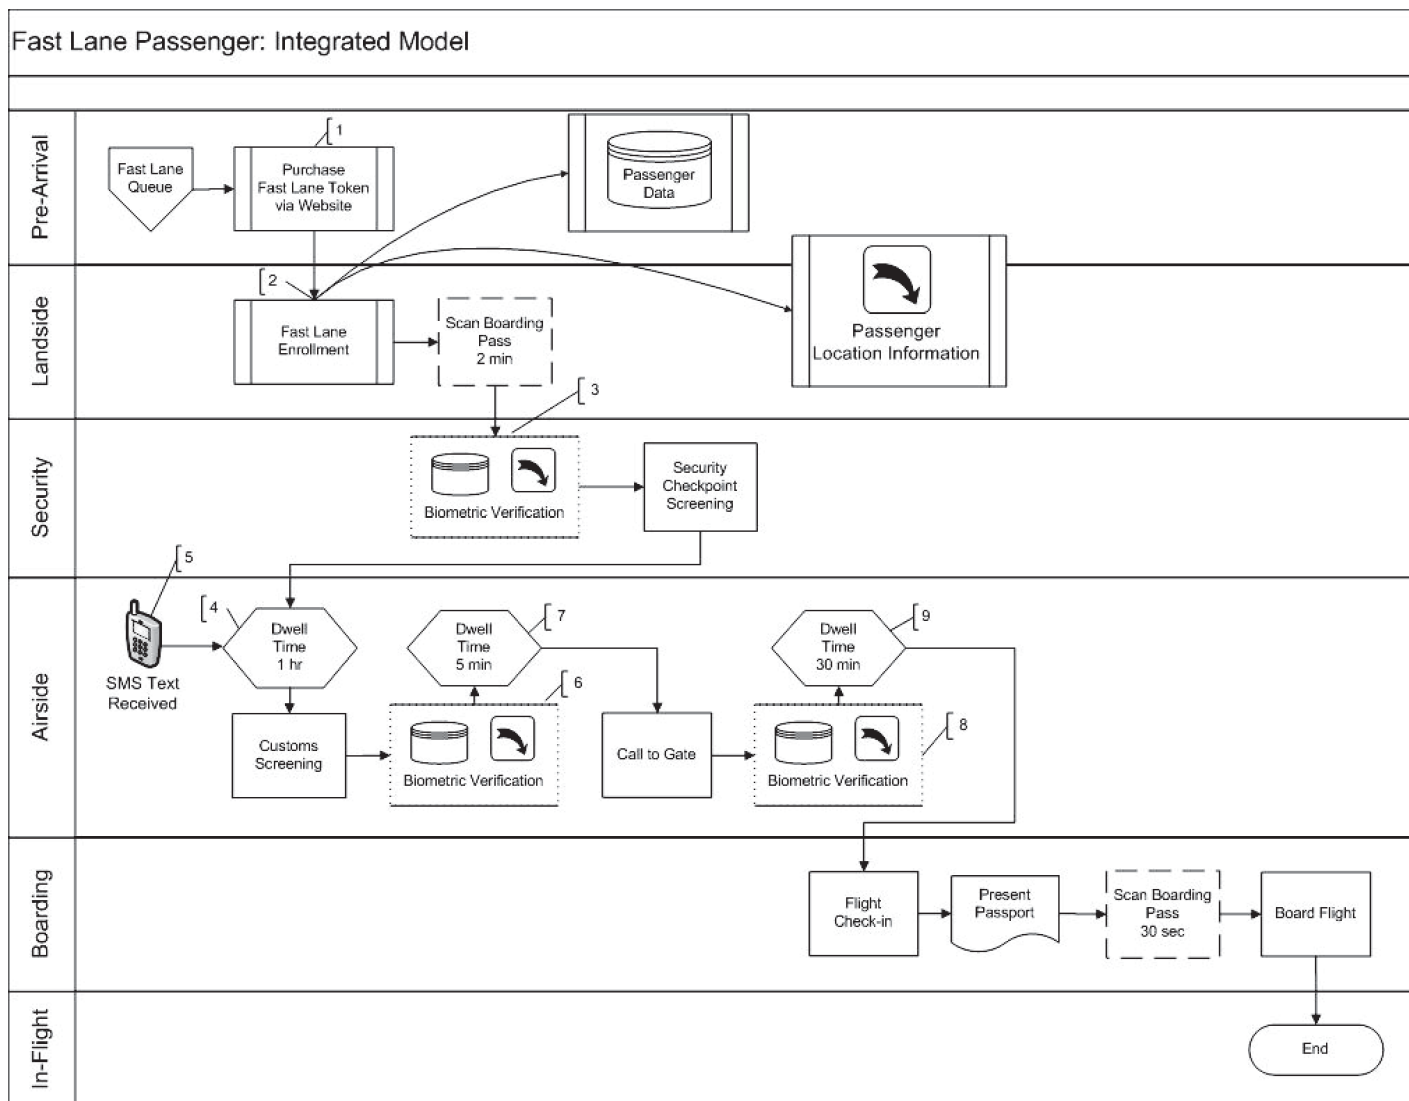 Fast Lane Passenger: Integrated Model
Pre-Arrival
Fast Lane
Queue
1
Purchase
Fast Lane Token
via Website
Passenger
Data
Landside
2
Fast Lane
Enrollment
Scan Boarding
Pass
2 min
Passenger
Location Information
Security
3
Biometric Verification
Security
Checkpoint
Screening
Airside
5
SMS Text
Received
4
Dwell
Time
1 hr
Customs
Screening
7
Dwell
Time
5 min
6
Biometric Verification
Call to Gate
9
Dwell
Time
30 min
8
Biometric Verification
Boarding
Flight
Check-in
Present
Passport
Scan Boarding
Pass
30 sec
Board Flight
In-Flight
End